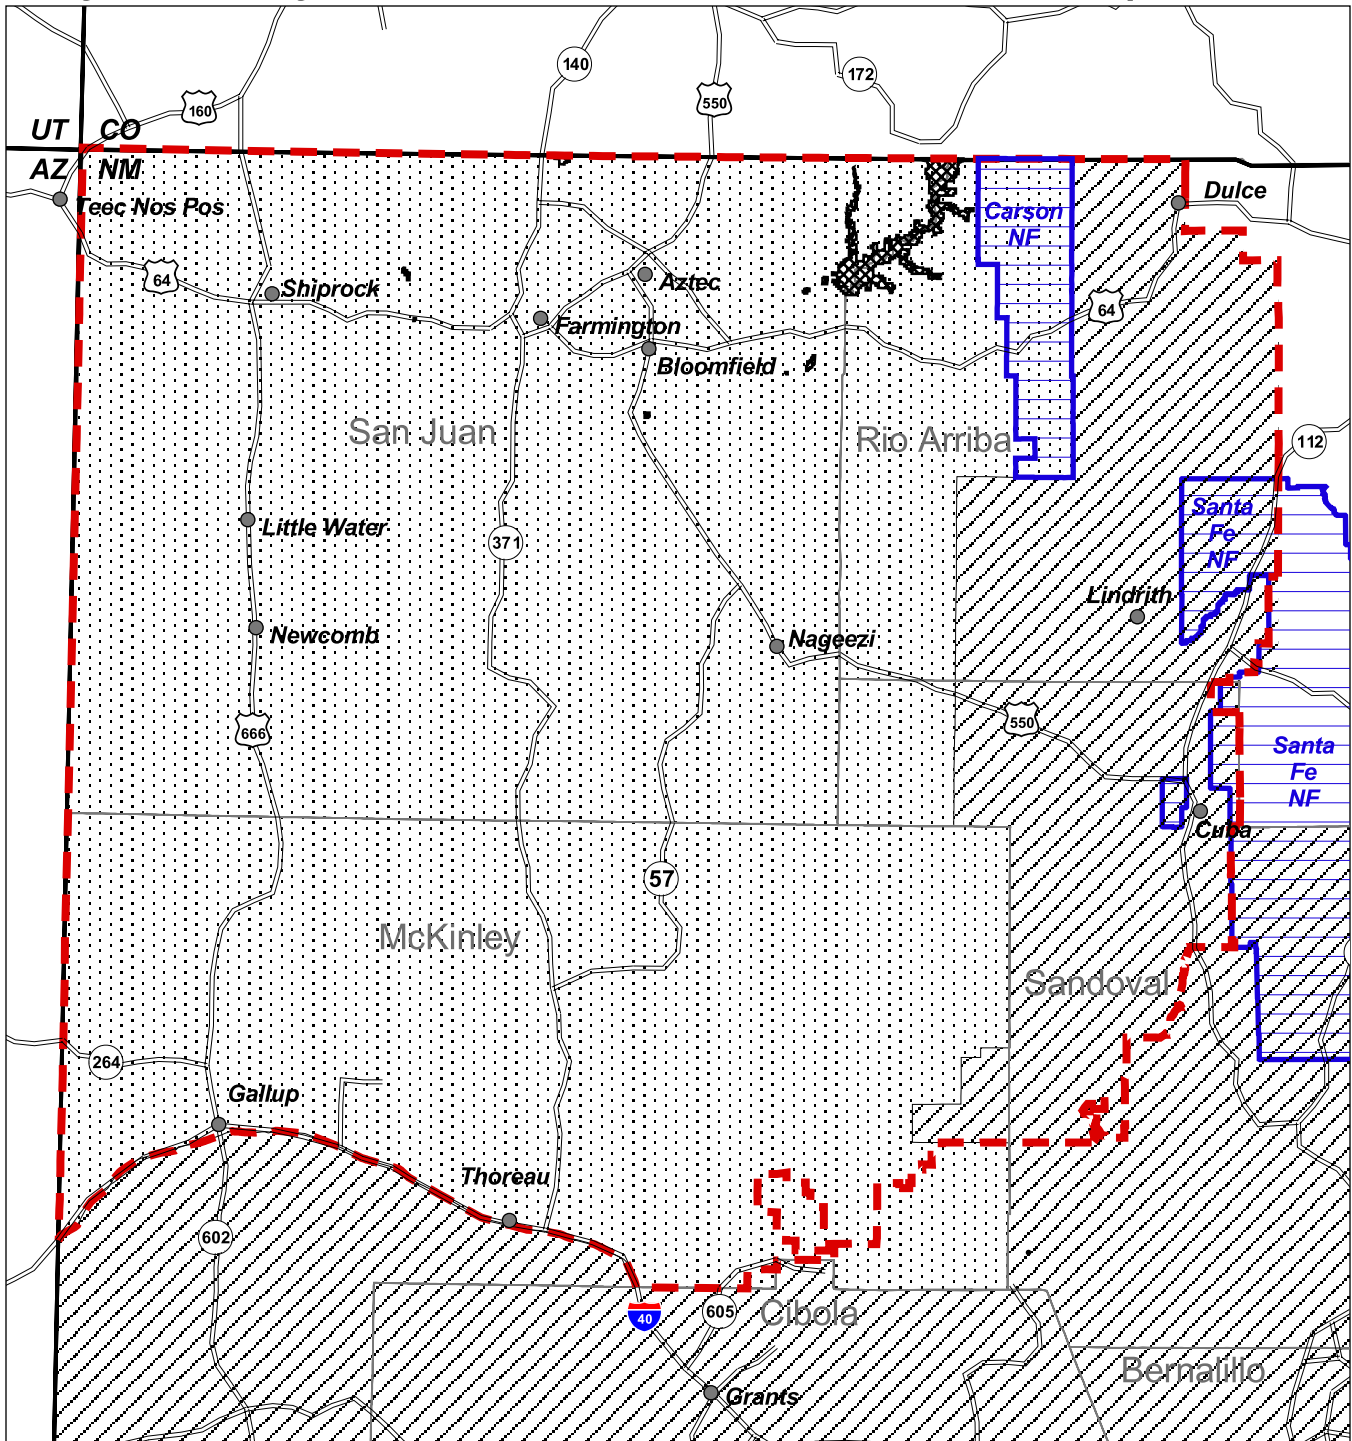 140
172
160
550
UT CO
AZ NM
Teec Nos Pos
Dulce
Carson
NF
64
Shiprock
Aztec
64
Farmington
Bloomfield
San Juan
Rio Arriba
112
Santa
Fe
NF
Little Water
371
Lindrith
Newcomb
Nageezi
550
666
Santa
Fe
NF
Cuba
57
McKinley
Sandoval
264
Gallup
Thoreau
602
605
Cibola
40
Bernalillo
Grants